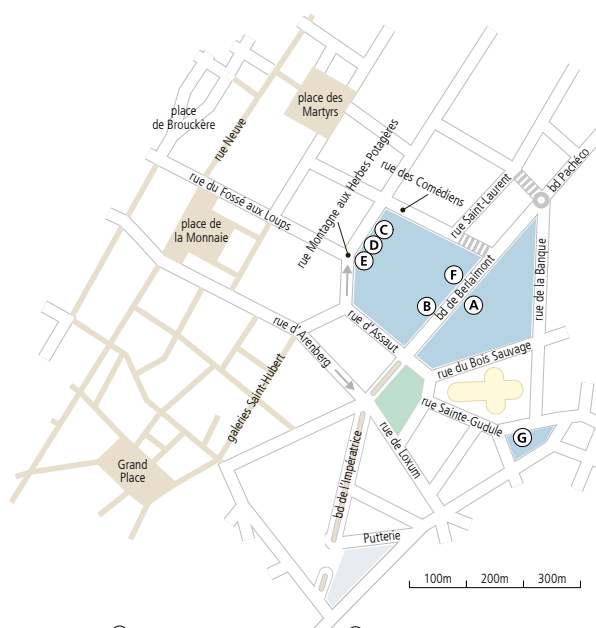 place des
Martyrs
place
de Brouckère
rue Neuve
rue Montagne aux Herbes Potagères
rue des Comédiens
rue Saint-Laurent
bd Pachéco
rue du Fossé aux Loups
place de
la Monnaie
C
D
E
F
B
A
bd de Berlaimont
rue de la Banque
rue d'Assaut
rue d'Arenberg
rue du Bois Sauvage
galeries Saint-Hubert
rue Sainte-Gudule
G
rue de Loxum
Grand
Place
bd de l'Impératrice
Putterie
100m 200m 300m